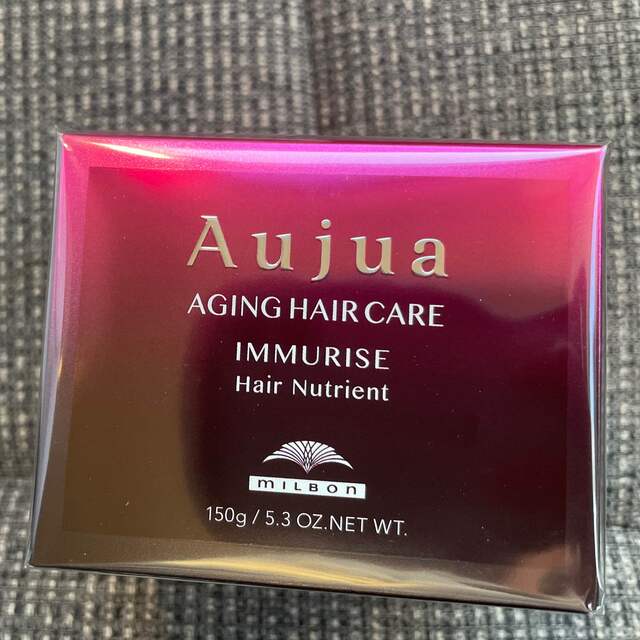 Aujua
AGING HAIR CARE
IMMURISE
Hair Nutrient
MILBON
150g / 5.3 OZ.NET WT.